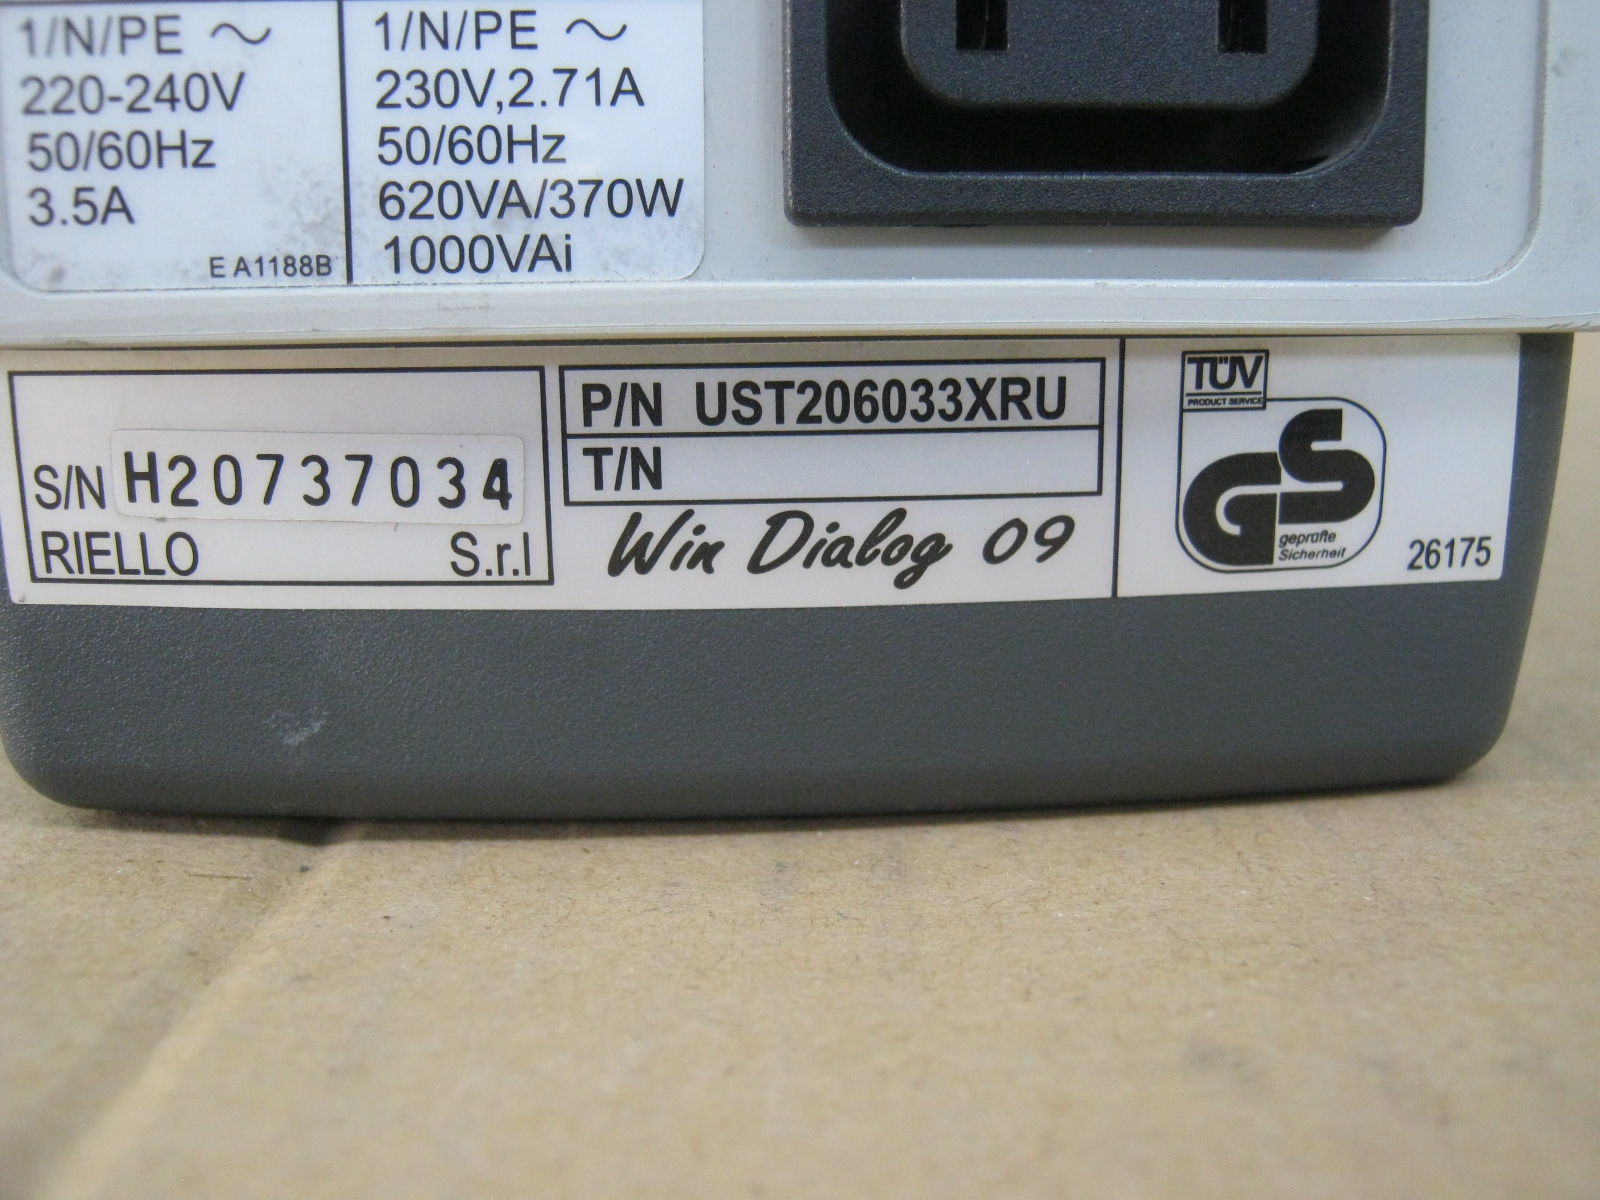 1/N/PE ~
220-240V
50/60Hz
3.5A
E A1188B
1/N/PE ~
230V,2.71A
50/60Hz
620VA/370W
1000VAi
S/N H20737034
RIELLO S.r.l
P/N UST206033XRU
T/N
Win Dialog 09
TÜV
PRODUCT SERVICE
GS
geprüfte
Sicherheit
26175